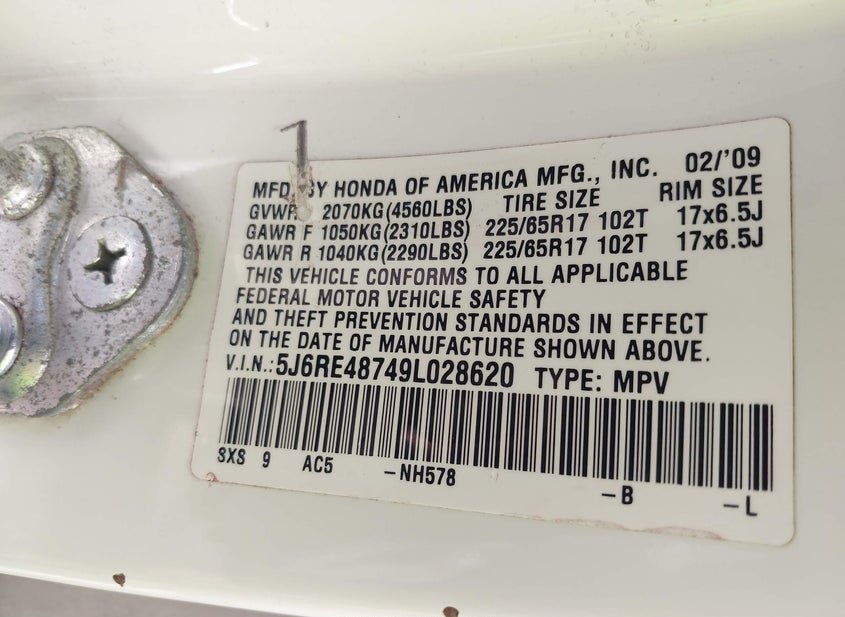 1
MFD. BY HONDA OF AMERICA MFG., INC. 02/'09
GVWR 2070KG(4560LBS) TIRE SIZE RIM SIZE
GAWR F 1050KG(2310LBS) 225/65R17 102T 17x6.5J
GAWR R 1040KG(2290LBS) 225/65R17 102T 17x6.5J
THIS VEHICLE CONFORMS TO ALL APPLICABLE
FEDERAL MOTOR VEHICLE SAFETY
AND THEFT PREVENTION STANDARDS IN EFFECT
ON THE DATE OF MANUFACTURE SHOWN ABOVE.
V.I.N.: 5J6RE48749L028620 TYPE: MPV
SXS 9 AC5 -NH578 -B -L